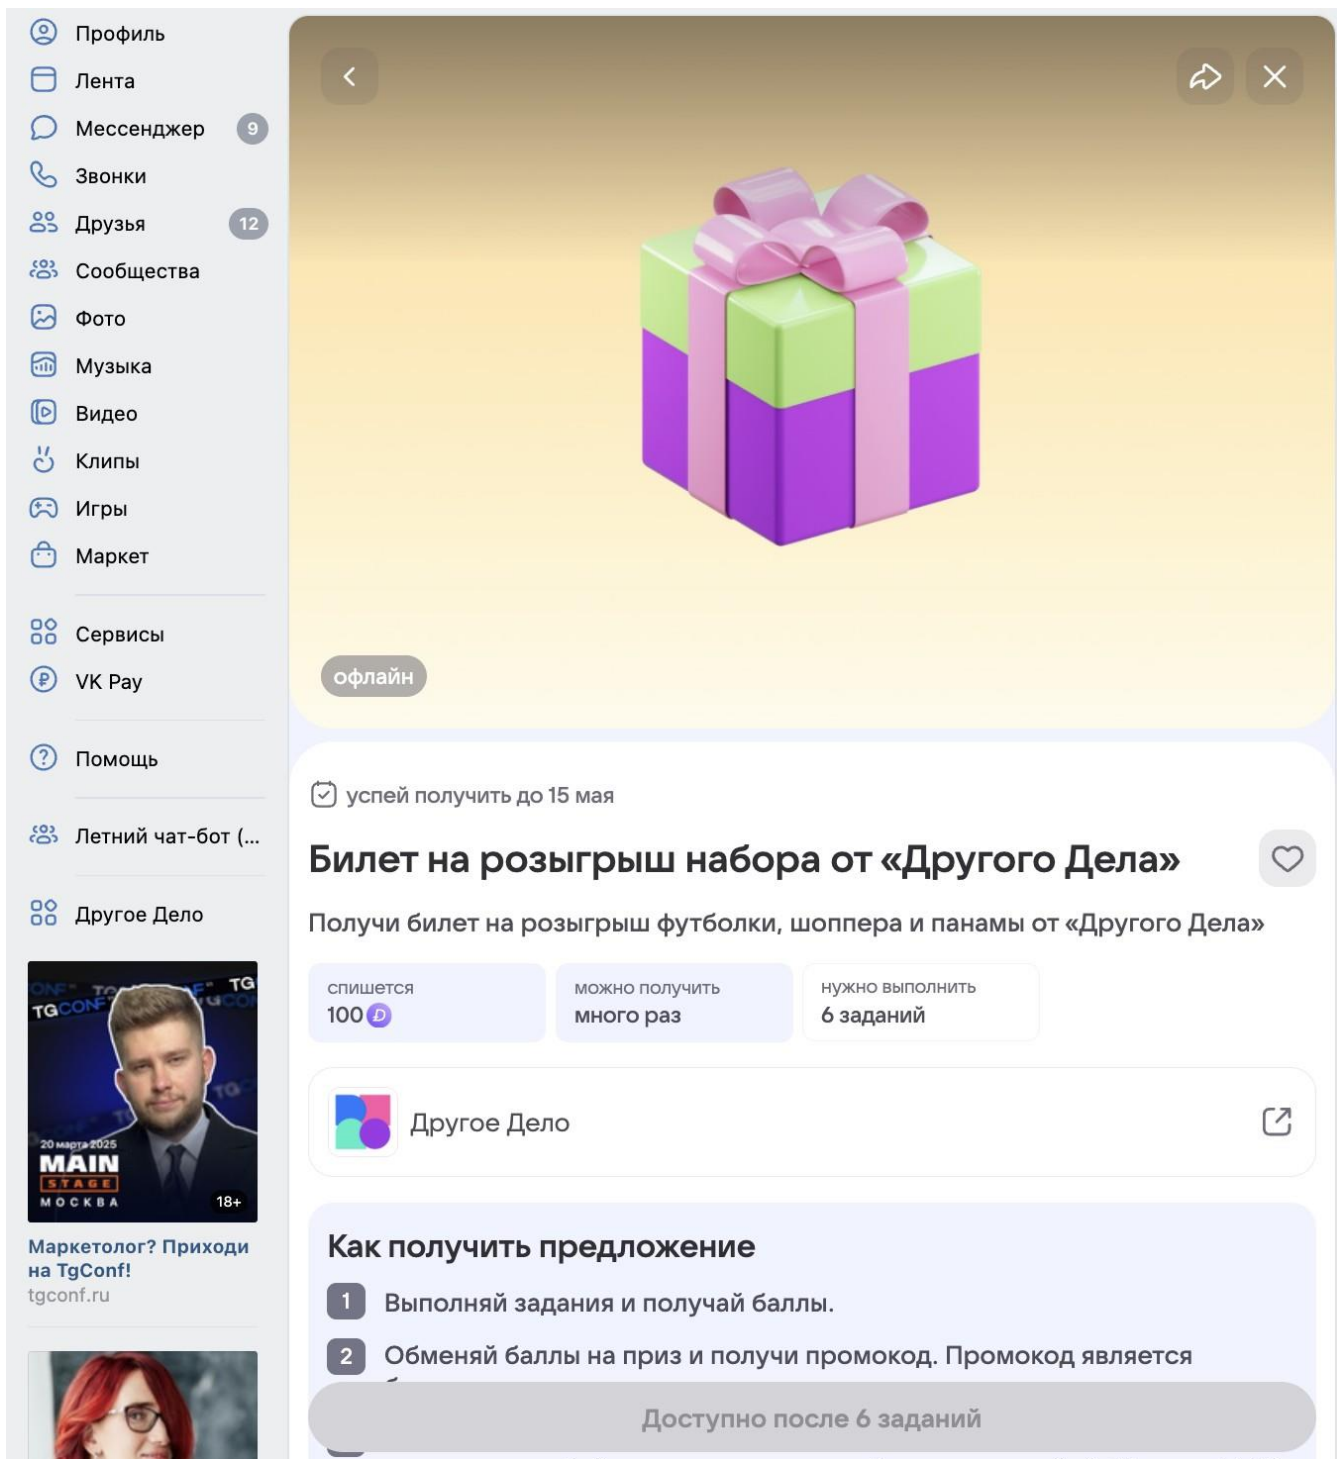 Профиль
Лента
Мессенджер 9
Звонки
Друзья 12
Сообщества
Фото
Музыка
Видео
Клипы
Игры
Маркет
Сервисы
VK Pay
Помощь
Летний чат-бот (...
Другое Дело
TG
TGCONF
20 марта 2025
MAIN
STAGE
МОСКВА
18+
Маркетолог? Приходи
на TgConf!
tgconf.ru
офлайн
успей получить до 15 мая
Билет на розыгрыш набора от «Другого Дела»
Получи билет на розыгрыш футболки, шоппера и панамы от «Другого Дела»
спишется
100
можно получить
много раз
нужно выполнить
6 заданий
Другое Дело
Как получить предложение
1 Выполняй задания и получай баллы.
2 Обменяй баллы на приз и получи промокод. Промокод является
Доступно после 6 заданий